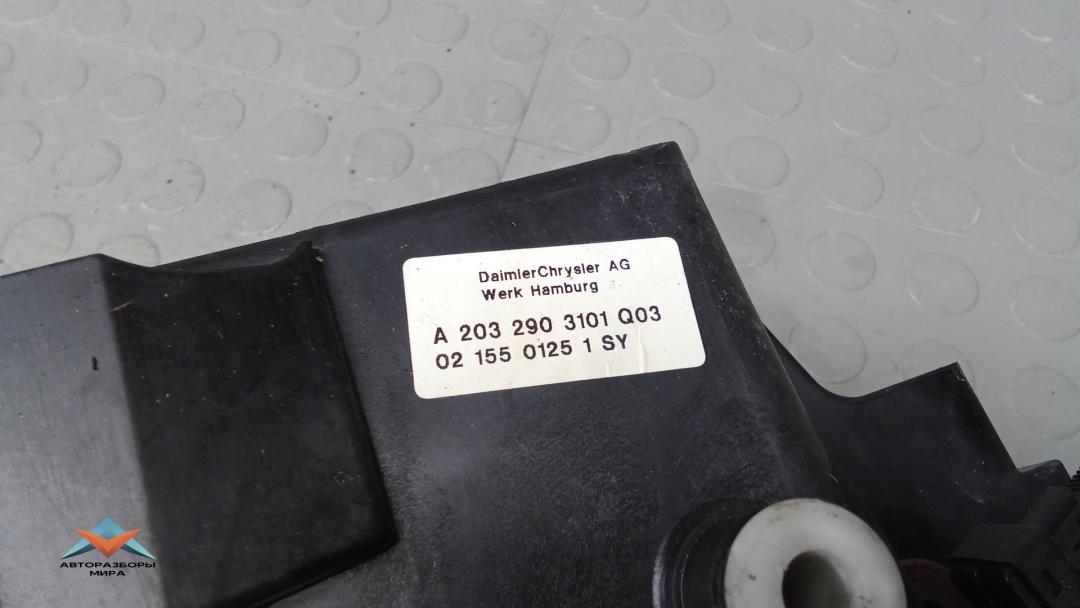 DaimlerChrysler AG
Werk Hamburg
A 203 290 3101 Q03
02 155 0125 1 SY
АВТОРАЗБОРЫ
МИРА